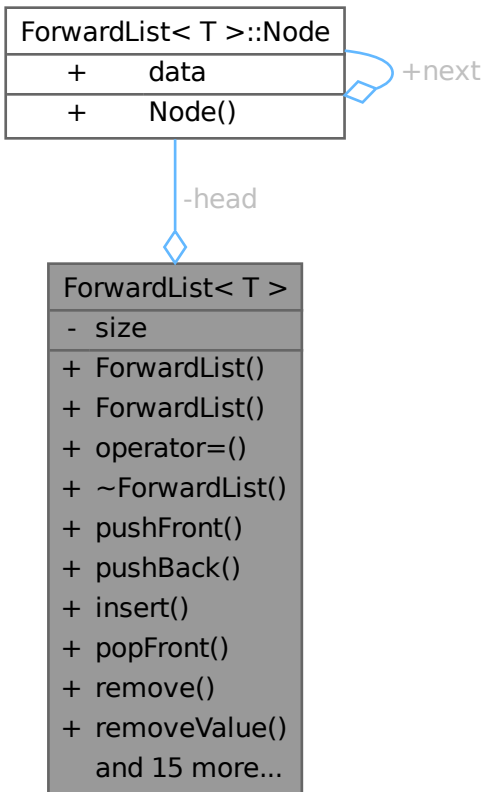 ForwardList< T >::Node
+ data
+ Node()
+next
-head
ForwardList< T >
- size
+ ForwardList()
+ ForwardList()
+ operator=()
+ ~ForwardList()
+ pushFront()
+ pushBack()
+ insert()
+ popFront()
+ remove()
+ removeValue()
and 15 more...